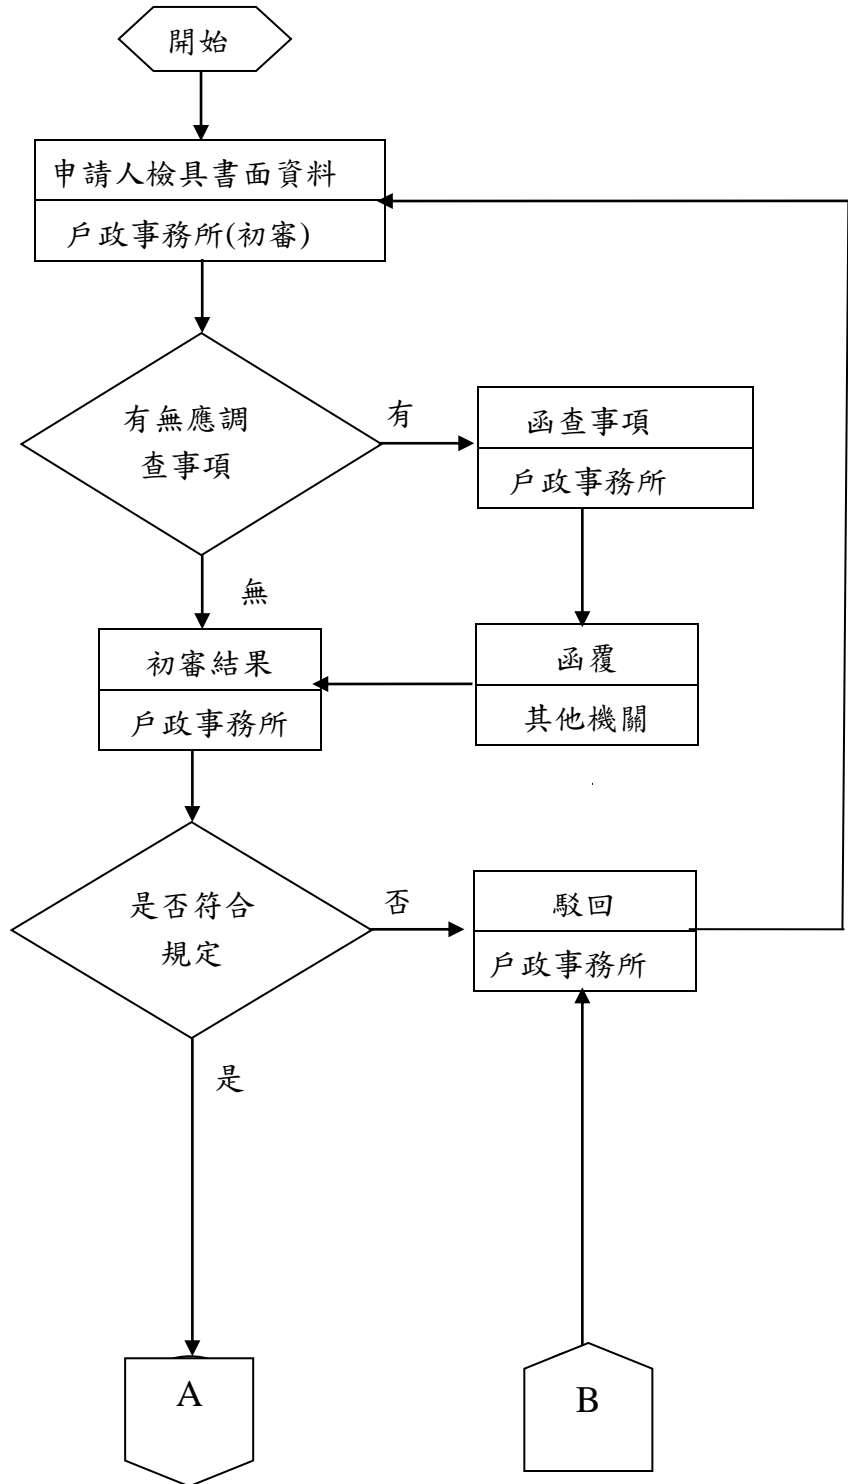 開始
申請人檢具書面資料
戶政事務所(初審)
有無應調
查事項
有
函查事項
戶政事務所
無
初審結果
戶政事務所
函覆
其他機關
是否符合
規定
否
駁回
戶政事務所
是
A
B